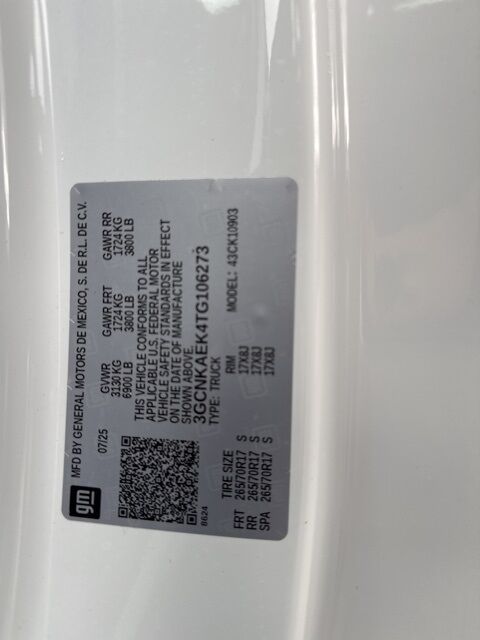 gm MFD BY GENERAL MOTORS DE MEXICO, S. DE R.L. DE C.V.
07/25 GVWR GAWR FRT GAWR RR
3130 KG 1724 KG 1724 KG
6900 LB 3800 LB 3800 LB
THIS VEHICLE CONFORMS TO ALL
APPLICABLE U.S. FEDERAL MOTOR
VEHICLE SAFETY STANDARDS IN EFFECT
ON THE DATE OF MANUFACTURE
SHOWN ABOVE.
3GCNKAEK4TG106273
8624 TYPE: TRUCK MODEL: 43CK10903
TIRE SIZE RIM
FRT 265/70R17 S 17X8J
RR 265/70R17 S 17X8J
SPA 265/70R17 S 17X8J